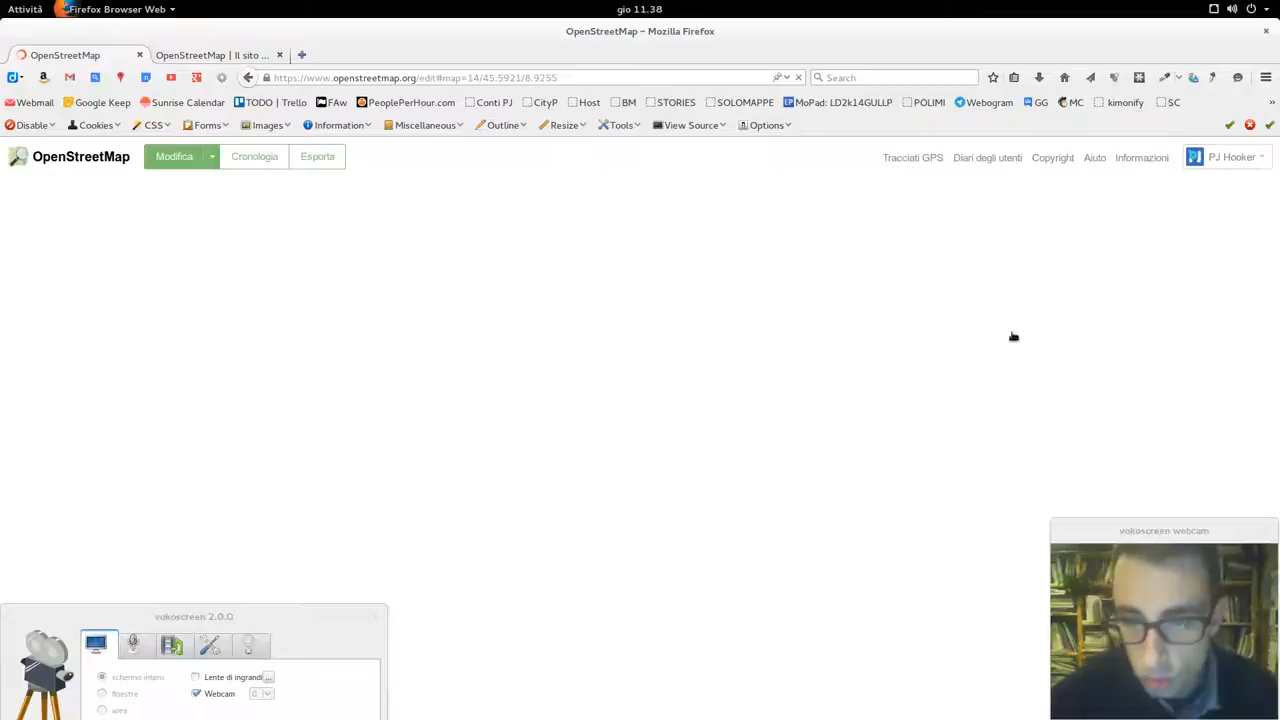 Attività Firefox Browser Web gio 11.38
OpenStreetMap – Mozilla Firefox
OpenStreetMap OpenStreetMap | Il sito ...
https://www.openstreetmap.org/edit#map=14/45.5921/8.9255 Search
Webmail Google Keep Sunrise Calendar TODO | Trello FAw PeoplePerHour.com Conti PJ CityP Host BM STORIES SOLOMAPPE MoPad: LD2k14GULLP POLIMI Webogram GG MC kimonify SC
Disable Cookies CSS Forms Images Information Miscellaneous Outline Resize Tools View Source Options
OpenStreetMap Modifica Cronologia Esporta Tracciati GPS Diari degli utenti Copyright Aiuto Informazioni PJ Hooker
vokoscreen webcam
vokoscreen 2.0.0
schermo intero Lente di ingrandi ...
finestre Webcam 0
area